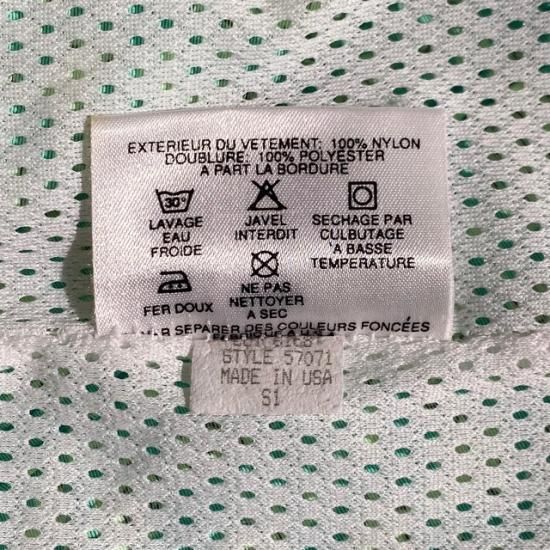 EXTERIEUR DU VETEMENT: 100% NYLON
DOUBLURE: 100% POLYESTER
A PART LA BORDURE
30°
LAVAGE
EAU
FROIDE
JAVEL
INTERDIT
SECHAGE PAR
CULBUTAGE
A BASSE
TEMPERATURE
FER DOUX
NE PAS
NETTOYER
A SEC
SEPARER DES COULEURS FONCÉES
STYLE 57071
MADE IN USA
S1